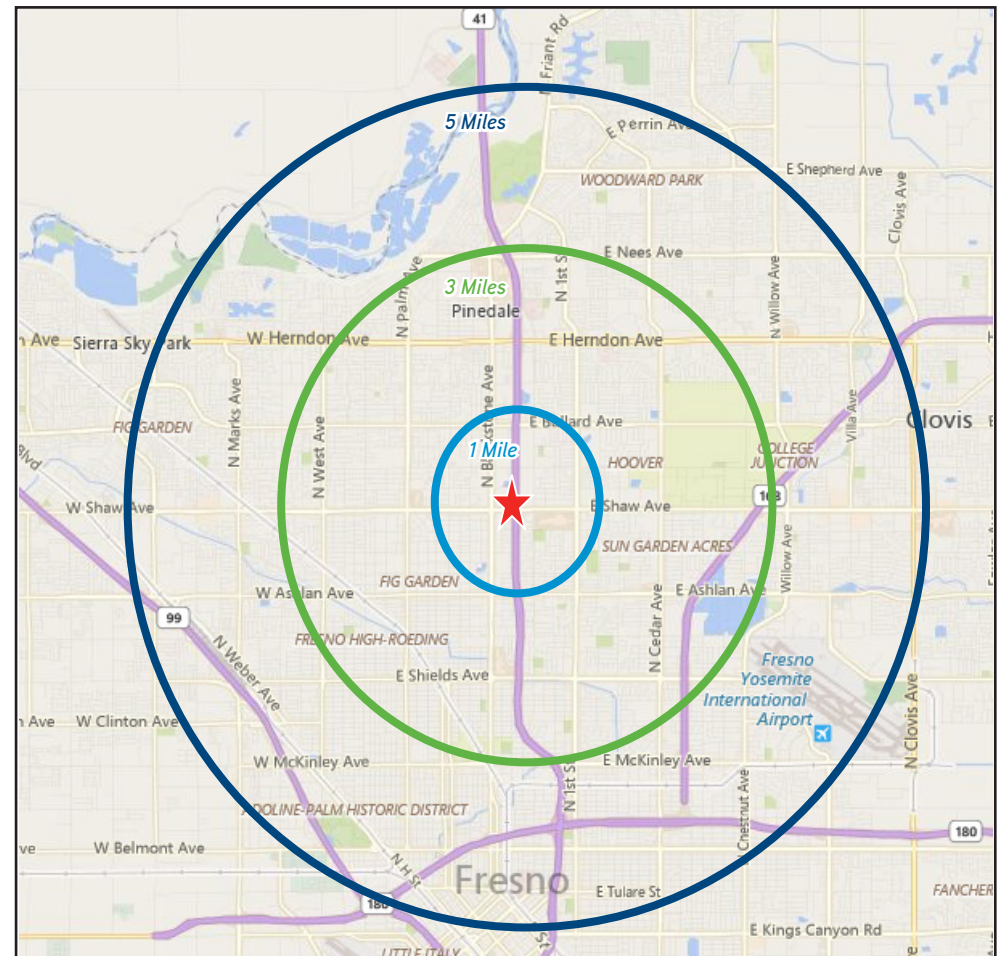 41
N Friant Rd
5 Miles
E Perrin Ave
E Shepherd Ave
WOODWARD PARK
Clovis Ave
E Nees Ave
N Palm Ave
N 1st S
N Willow Ave
3 Miles
Pinedale
Ave
Sierra Sky Park
W Herndon Ave
E Herndon Ave
N Marks Ave
N West Ave
N Blackstone Ave
E Bullard Ave
Villa Ave
Clovis
FIG GARDEN
1 Mile
HOOVER
COLLEGE
JUNCTION
Blvd
168
W Shaw Ave
E Shaw Ave
SUN GARDEN ACRES
Willow Ave
FIG GARDEN
W Ashlan Ave
E Ashlan Ave
99
N Cedar Ave
FRESNO HIGH-ROEDING
N Weber Ave
E Shields Ave
Fresno
Yosemite
International
Airport
Ave
W Clinton Ave
N Clovis Ave
W McKinley Ave
E McKinley Ave
N 1st S
N Chestnut Ave
ADOLINE-PALM HISTORIC DISTRICT
180
ve
W Belmont Ave
N H St
Fresno
E Tulare St
FANCHER
180
E Kings Canyon Rd
St
LITTLE ITALY